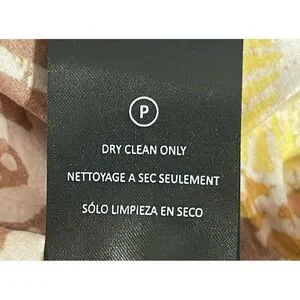 P
DRY CLEAN ONLY
NETTOYAGE A SEC SEULEMENT
SÓLO LIMPIEZA EN SECO